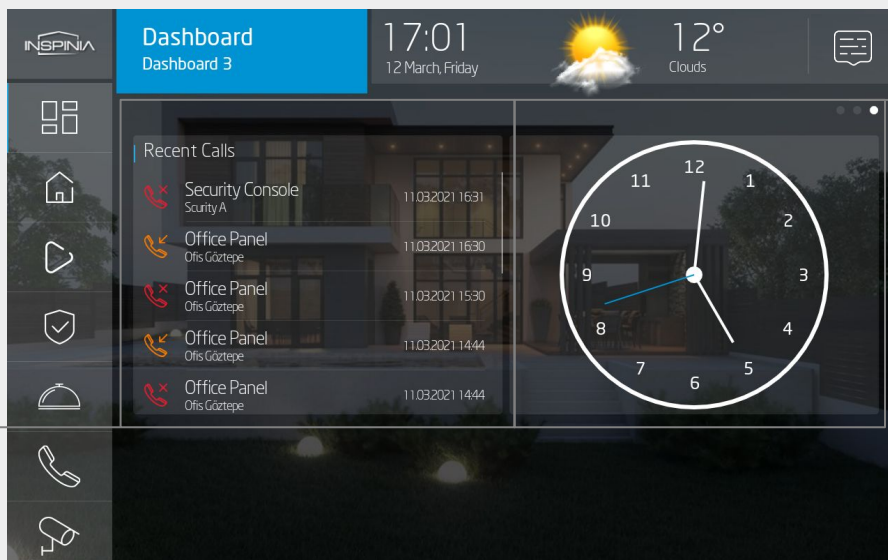 INSPINIA
Dashboard
Dashboard 3
17:01
12 March, Friday
12°
Clouds
Recent Calls
Security Console
Scurity A
11.03.2021 16:31
Office Panel
Ofis Göztepe
11.03.2021 16:30
Office Panel
Ofis Göztepe
11.03.2021 15:30
Office Panel
Ofis Göztepe
11.03.2021 14:44
Office Panel
Ofis Göztepe
11.03.2021 14:44
12
1
2
3
4
5
6
7
8
9
10
11